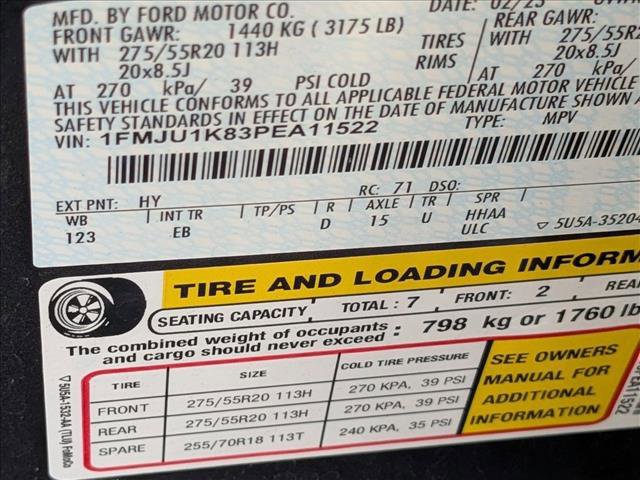 MFD. BY FORD MOTOR CO.
DATE: 02/23
FRONT GAWR: 1440 KG ( 3175 LB)
REAR GAWR:
WITH 275/55R20 113H TIRES WITH
20x8.5J RIMS 20x8.5J
AT 270 kPa/ 39 PSI COLD AT 270 kPa/
THIS VEHICLE CONFORMS TO ALL APPLICABLE FEDERAL MOTOR VEHICLE
SAFETY STANDARDS IN EFFECT ON THE DATE OF MANUFACTURE SHOWN
VIN: 1FMJU1K83PEA11522 TYPE: MPV
EXT PNT: HY RC: 71 DSO:
WB INT TR TP/PS R AXLE TR SPR
123 EB D 15 U HHAA
ULC 5U5A-35204
TIRE AND LOADING INFORM
SEATING CAPACITY TOTAL : 7 FRONT: 2 REA
The combined weight of occupants
and cargo should never exceed : 798 kg or 1760 lb
TIRE SIZE COLD TIRE PRESSURE
FRONT 275/55R20 113H 270 KPA, 39 PSI
REAR 275/55R20 113H 270 KPA, 39 PSI
SPARE 255/70R18 113T 240 KPA, 35 PSI
SEE OWNERS
MANUAL FOR
ADDITIONAL
INFORMATION
5U5A-1532-AA (TLU) FoMoCo